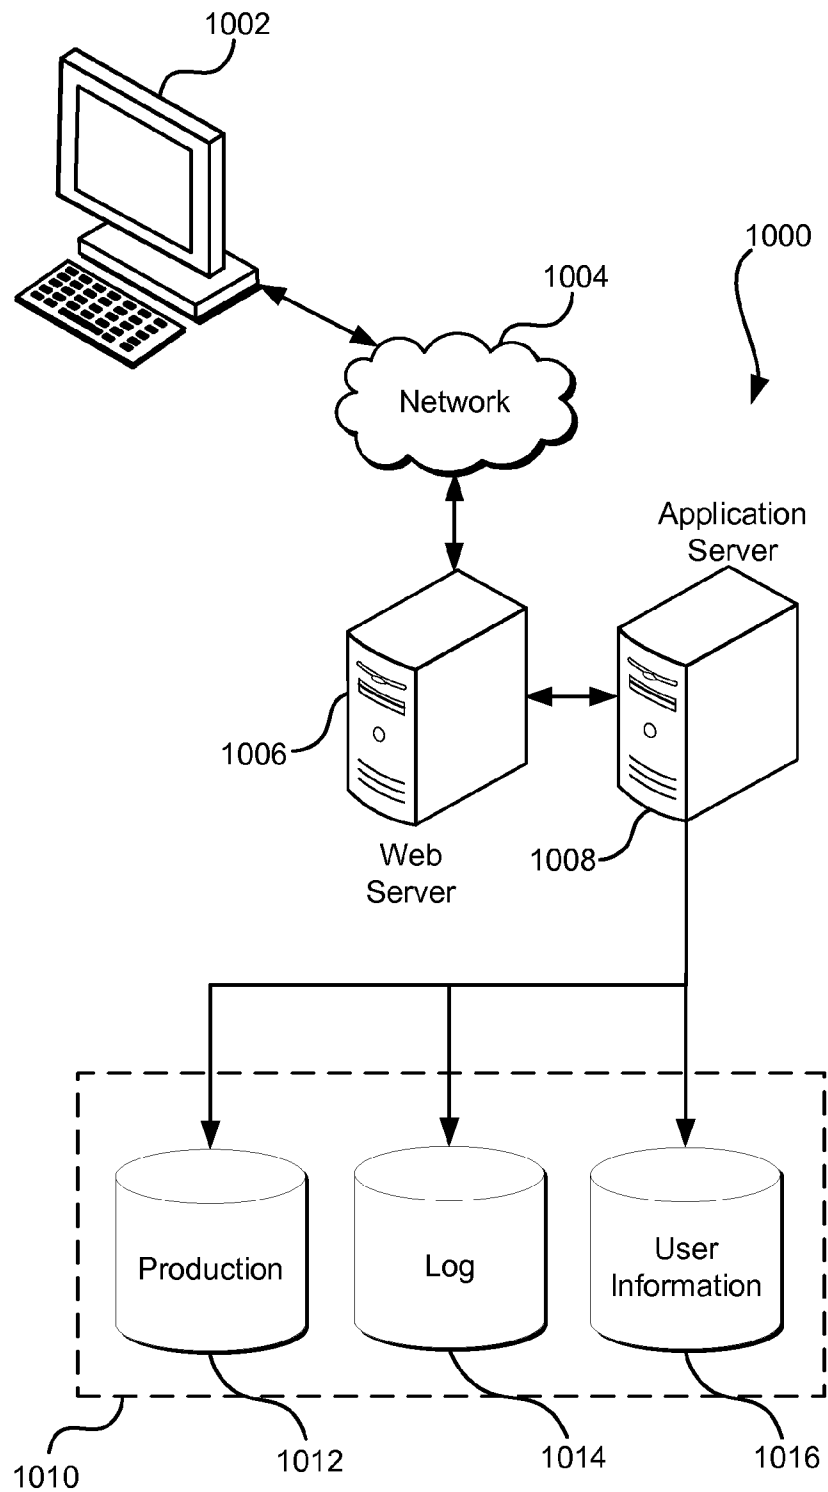 1002
1000
1004
Network
Application
Server
1006
1008
Web
Server
Production
Log
User
Information
1010
1012
1014
1016